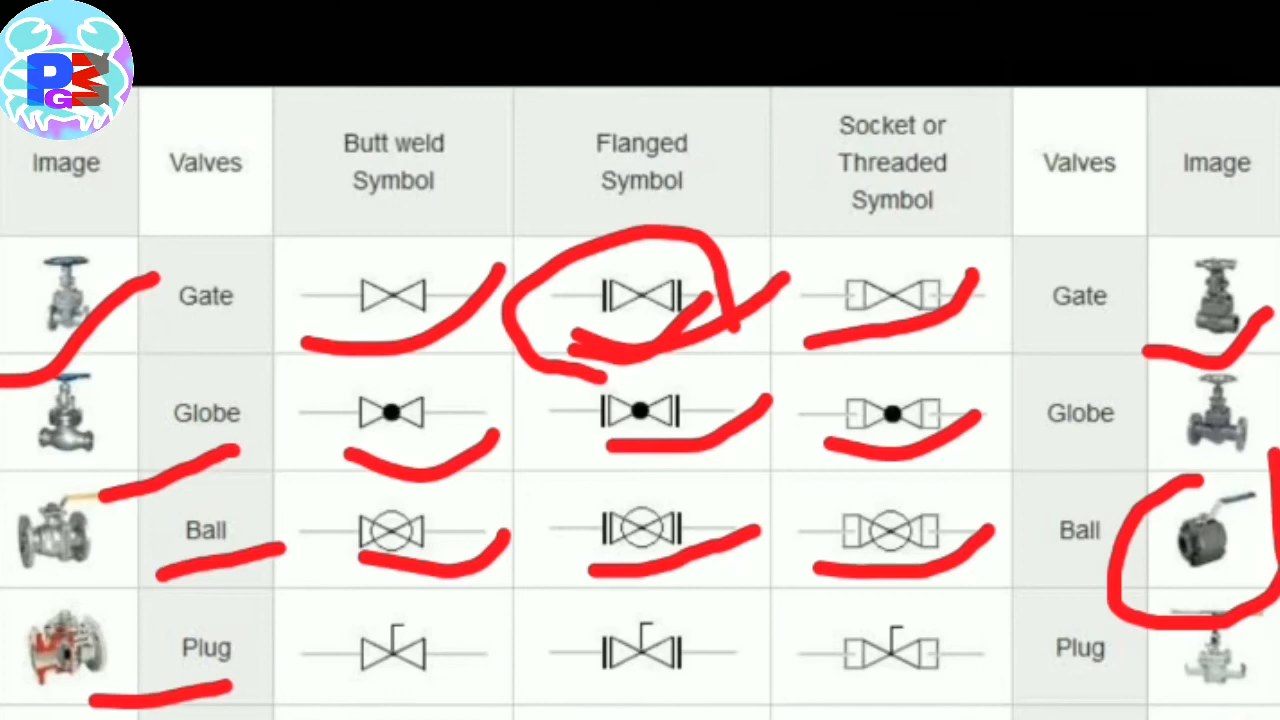 PM
G
Image
Valves
Butt weld
Symbol
Flanged
Symbol
Socket or
Threaded
Symbol
Valves
Image
Gate
Gate
Globe
Globe
Ball
Ball
Plug
Plug